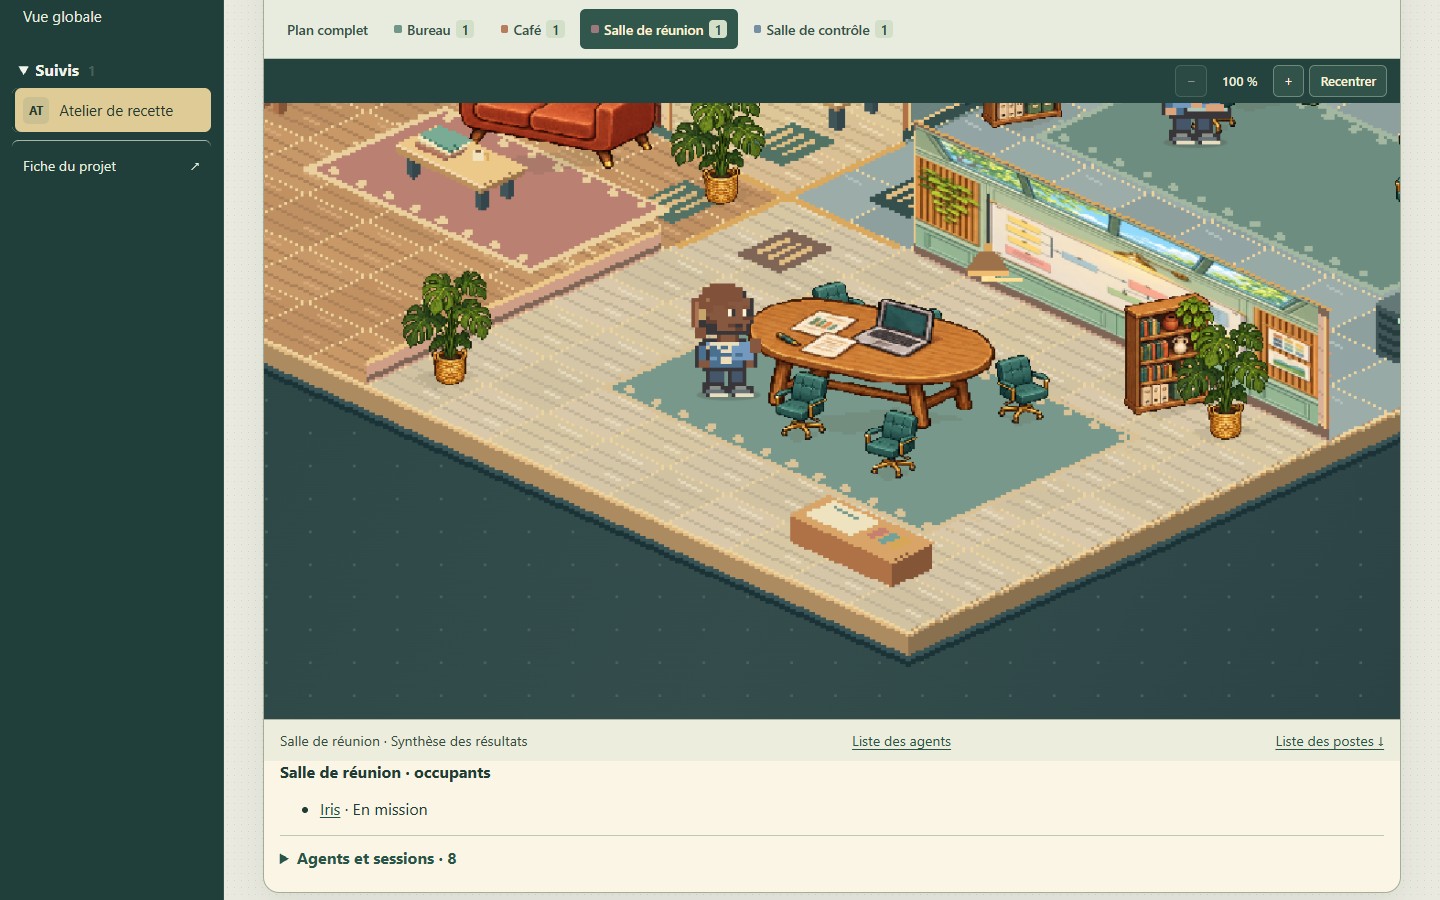 Vue globale
▼ Suivis 1
AT Atelier de recette
Fiche du projet ↗
Plan complet
Bureau 1
Café 1
Salle de réunion 1
Salle de contrôle 1
− 100 % + Recentrer
Salle de réunion · Synthèse des résultats
Liste des agents
Liste des postes ↓
Salle de réunion · occupants
• Iris · En mission
▶ Agents et sessions · 8